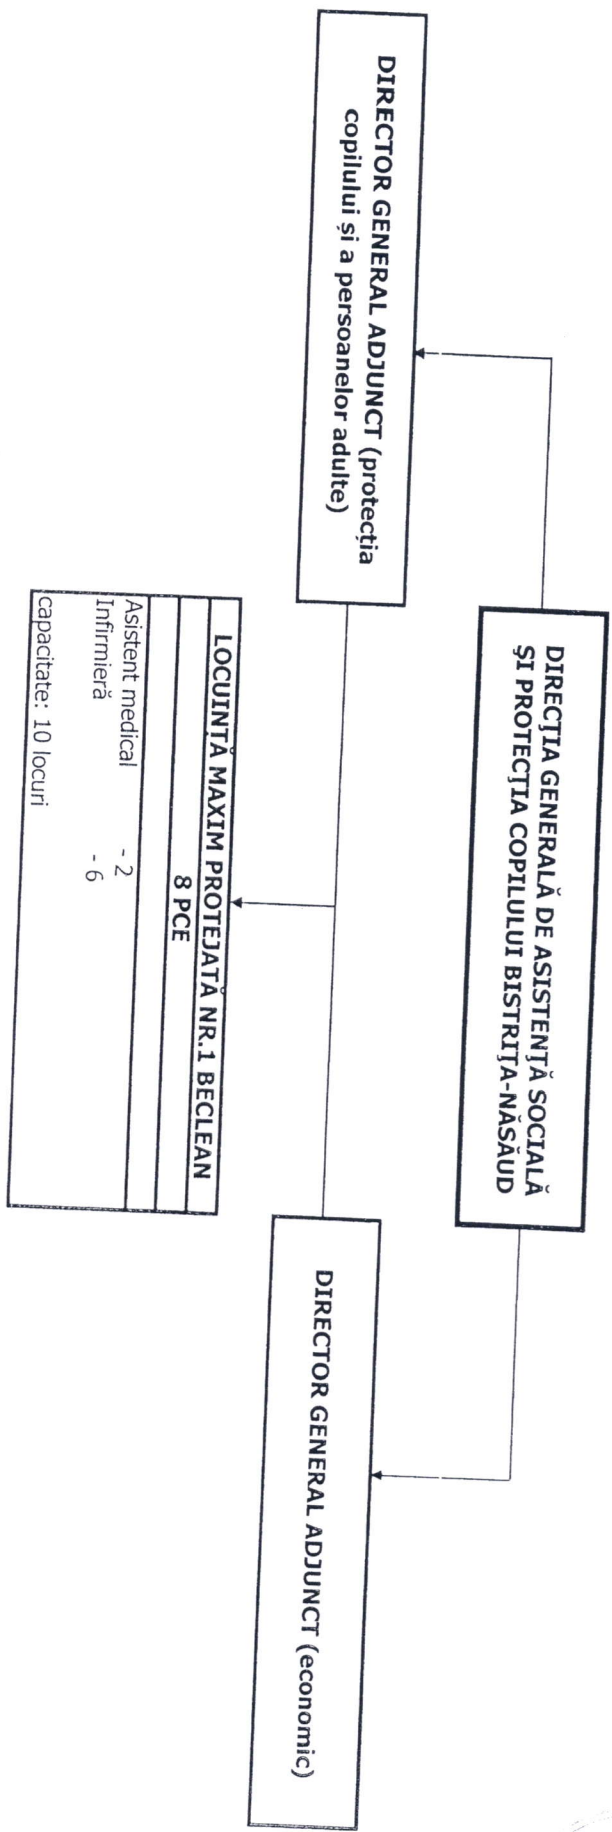 DIRECȚIA GENERALĂ DE ASISTENȚĂ SOCIALĂ
ȘI PROTECȚIA COPILULUI BISTRIȚA-NĂSĂUD
DIRECTOR GENERAL ADJUNCT (protecția
copilului și a persoanelor adulte)
DIRECTOR GENERAL ADJUNCT (economic)
LOCUINȚĂ MAXIM PROTEJATĂ NR.1 BECLEAN
8 PCE
Asistent medical - 2
Infirmieră - 6
capacitate: 10 locuri